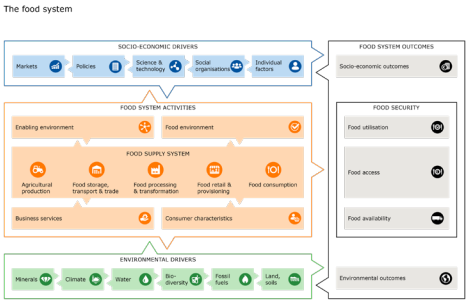 The food system
SOCIO-ECONOMIC DRIVERS
Markets
Policies
Science &
technology
Social
organisations
Individual
factors
FOOD SYSTEM OUTCOMES
Socio-economic outcomes
FOOD SYSTEM ACTIVITIES
Enabling environment
Food environment
FOOD SUPPLY SYSTEM
Agricultural
production
Food storage,
transport & trade
Food processing
& transformation
Food retail &
provisioning
Food consumption
Business services
Consumer characteristics
FOOD SECURITY
Food utilisation
Food access
Food availability
ENVIRONMENTAL DRIVERS
Minerals
Climate
Water
Bio-
diversity
Fossil
fuels
Land,
soils
Environmental outcomes